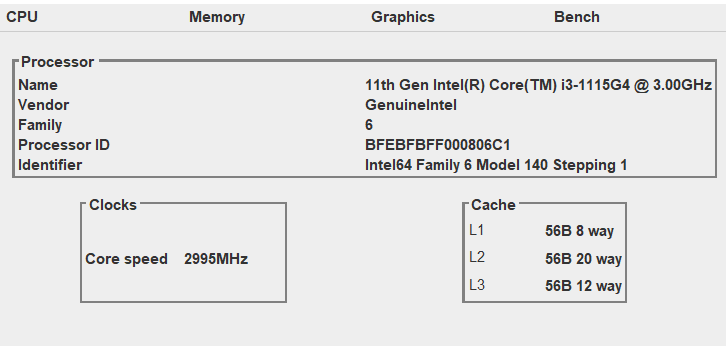 CPU Memory Graphics Bench
Processor
Name 11th Gen Intel(R) Core(TM) i3-1115G4 @ 3.00GHz
Vendor GenuineIntel
Family 6
Processor ID BFEBFBFF000806C1
Identifier Intel64 Family 6 Model 140 Stepping 1
Clocks
Core speed 2995MHz
Cache
L1 56B 8 way
L2 56B 20 way
L3 56B 12 way